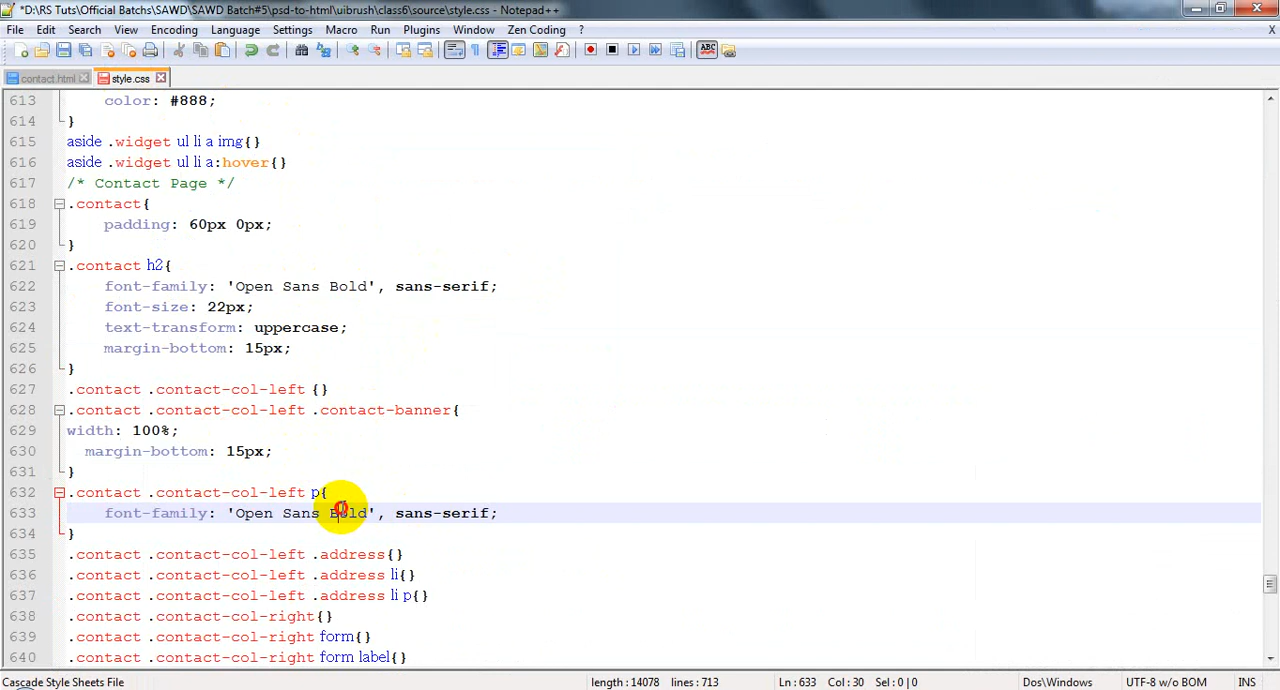 *D:\RS Tuts\Official Batchs\SAWD\SAWD Batch#5\psd-to-html\uibrush\class6\source\style.css - Notepad++
File Edit Search View Encoding Language Settings Macro Run Plugins Window Zen Coding ? X
contact.html style.css
613 color: #888;
614 }
615 aside .widget ul li a img{}
616 aside .widget ul li a:hover{}
617 /* Contact Page */
618 .contact{
619 padding: 60px 0px;
620 }
621 .contact h2{
622 font-family: 'Open Sans Bold', sans-serif;
623 font-size: 22px;
624 text-transform: uppercase;
625 margin-bottom: 15px;
626 }
627 .contact .contact-col-left {}
628 .contact .contact-col-left .contact-banner{
629 width: 100%;
630 margin-bottom: 15px;
631 }
632 .contact .contact-col-left p{
633 font-family: 'Open Sans Bold', sans-serif;
634 }
635 .contact .contact-col-left .address{}
636 .contact .contact-col-left .address li{}
637 .contact .contact-col-left .address li p{}
638 .contact .contact-col-right{}
639 .contact .contact-col-right form{}
640 .contact .contact-col-right form label{}
Cascade Style Sheets File length : 14078 lines : 713 Ln : 633 Col : 30 Sel : 0 | 0 Dos\Windows UTF-8 w/o BOM INS